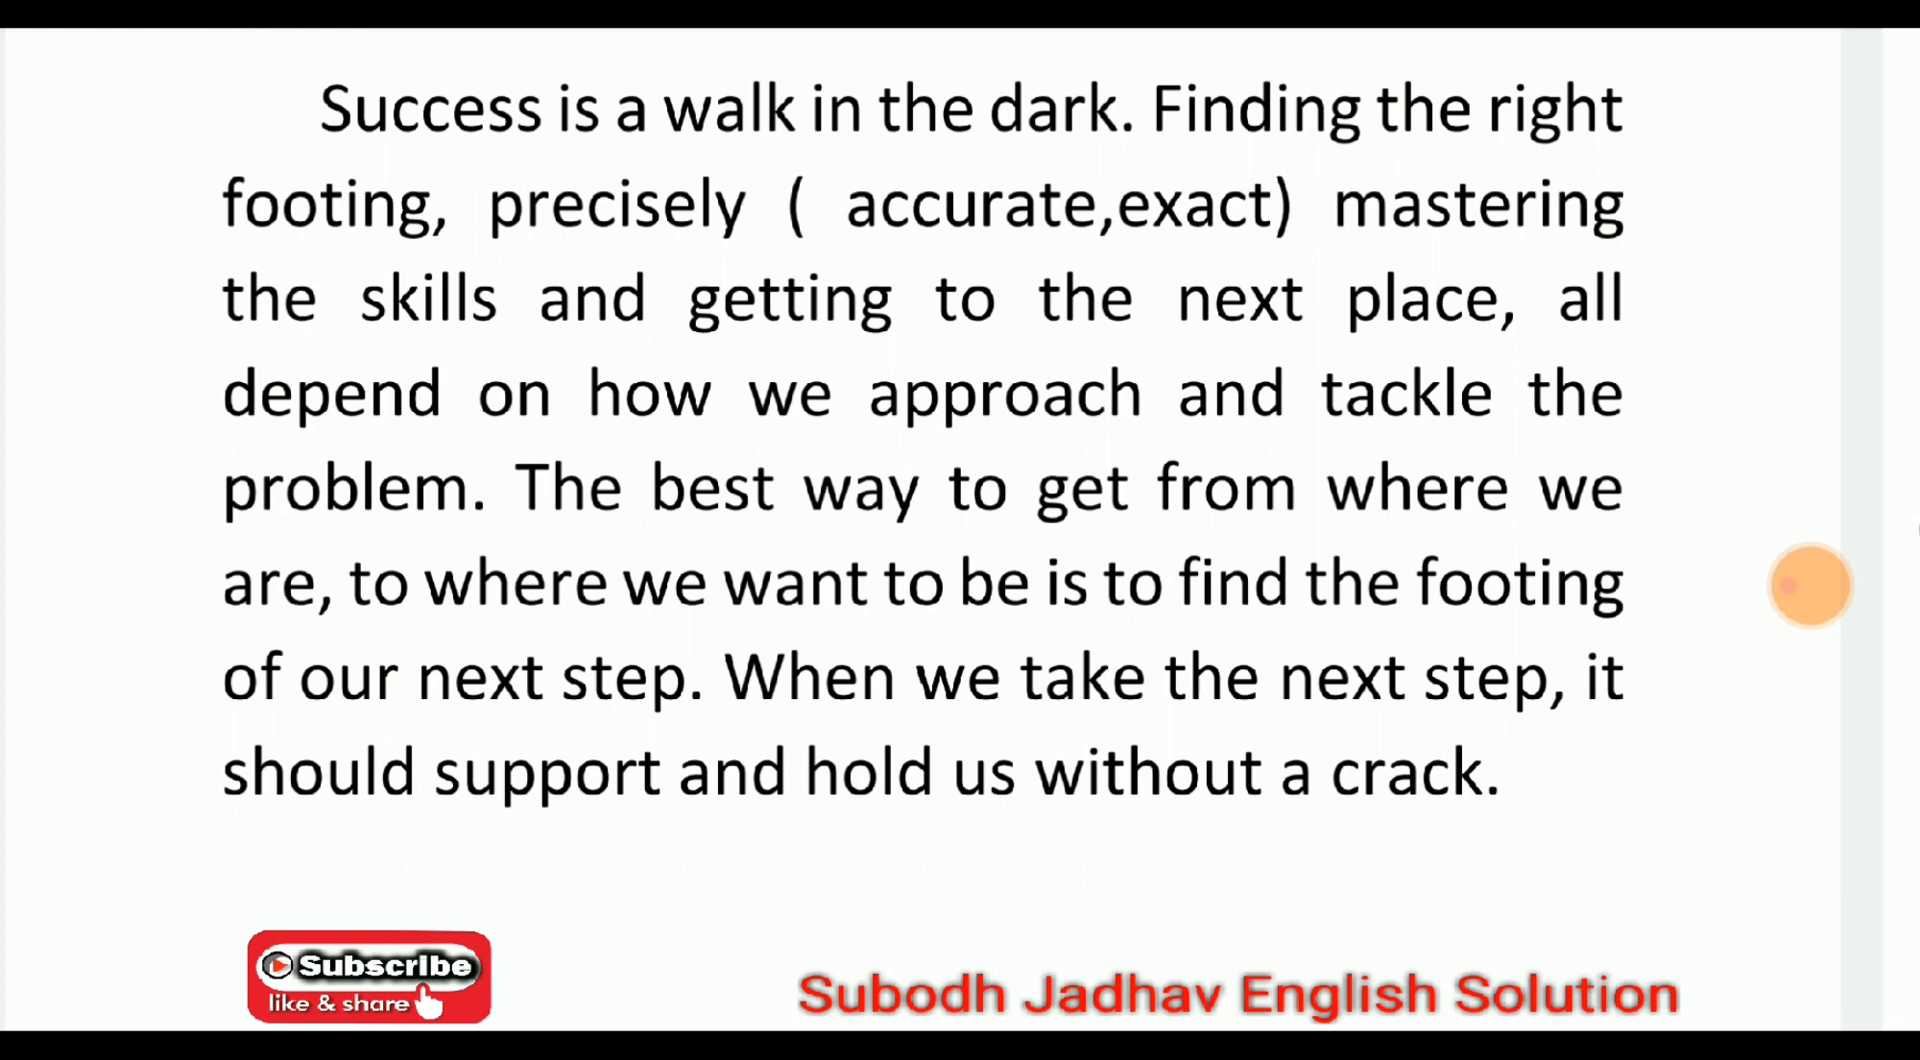 Success is a walk in the dark. Finding the right
footing, precisely ( accurate,exact) mastering
the skills and getting to the next place, all
depend on how we approach and tackle the
problem. The best way to get from where we
are, to where we want to be is to find the footing
of our next step. When we take the next step, it
should support and hold us without a crack.
Subscribe
like & share
Subodh Jadhav English Solution